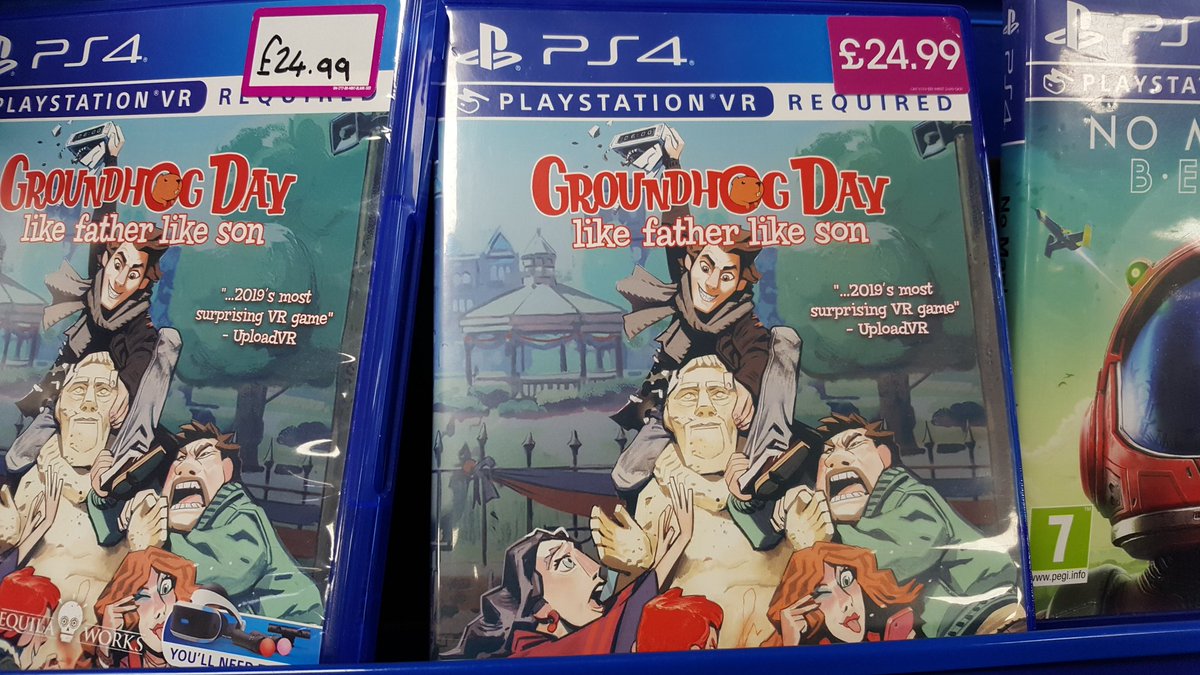 PS4
£24.99
PLAYSTATION®VR REQUIRED
GROUNDHOG DAY
like father like son
"...2019's most
surprising VR game"
- UploadVR
TEQUILA WORKS
YOU'LL NEED
PS4
£24.99
PLAYSTATION®VR REQUIRED
GROUNDHOG DAY
like father like son
"...2019's most
surprising VR game"
- UploadVR
NO
7
www.pegi.info